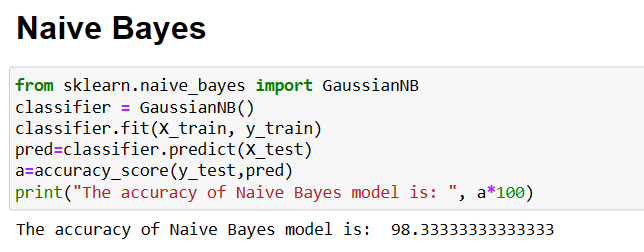 Naive Bayes
from sklearn.naive_bayes import GaussianNB
classifier = GaussianNB()
classifier.fit(X_train, y_train)
pred=classifier.predict(X_test)
a=accuracy_score(y_test,pred)
print("The accuracy of Naive Bayes model is: ", a*100)
The accuracy of Naive Bayes model is:  98.33333333333333